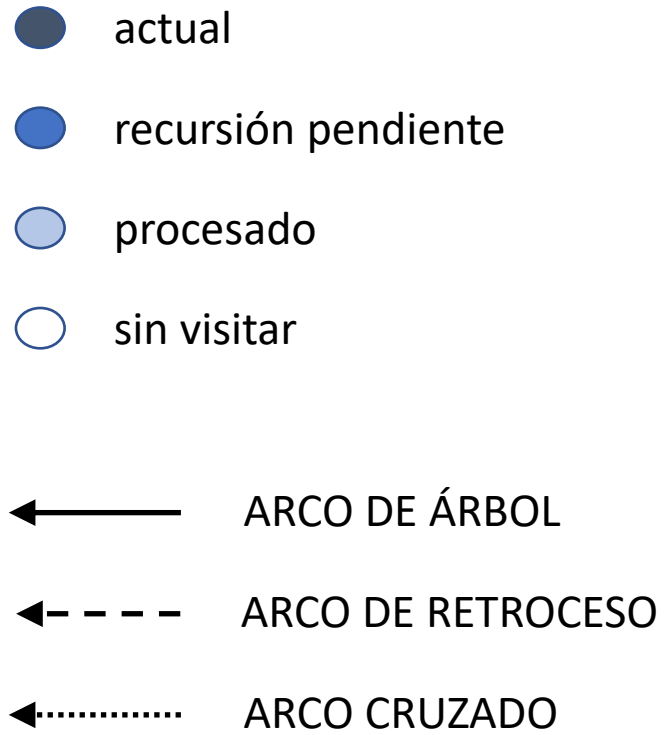 actual
recursión pendiente
procesado
sin visitar
ARCO DE ÁRBOL
ARCO DE RETROCESO
ARCO CRUZADO